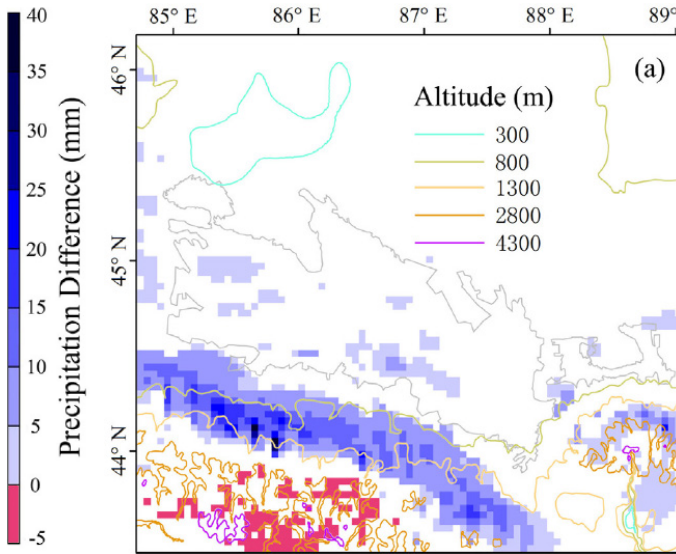 85° E 86° E 87° E 88° E 89°
40
35
30
25
20
15
10
5
0
-5
Precipitation Difference (mm)
46° N
45° N
44° N
(a)
Altitude (m)
300
800
1300
2800
4300